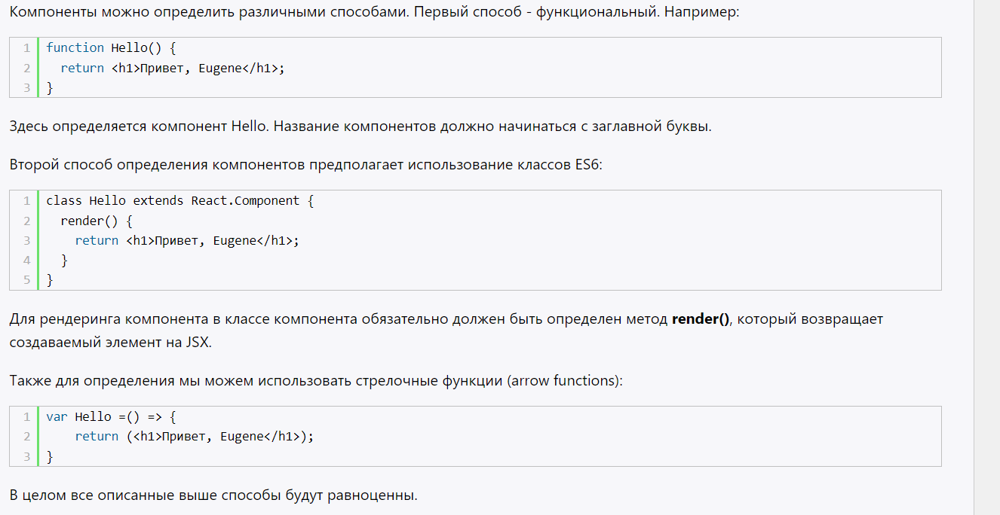 Компоненты можно определить различными способами. Первый способ - функциональный. Например:
1 function Hello() {
2   return <h1>Привет, Eugene</h1>;
3 }
Здесь определяется компонент Hello. Название компонентов должно начинаться с заглавной буквы.
Второй способ определения компонентов предполагает использование классов ES6:
1 class Hello extends React.Component {
2   render() {
3     return <h1>Привет, Eugene</h1>;
4   }
5 }
Для рендеринга компонента в классе компонента обязательно должен быть определен метод render(), который возвращает
создаваемый элемент на JSX.
Также для определения мы можем использовать стрелочные функции (arrow functions):
1 var Hello =() => {
2     return (<h1>Привет, Eugene</h1>);
3 }
В целом все описанные выше способы будут равноценны.